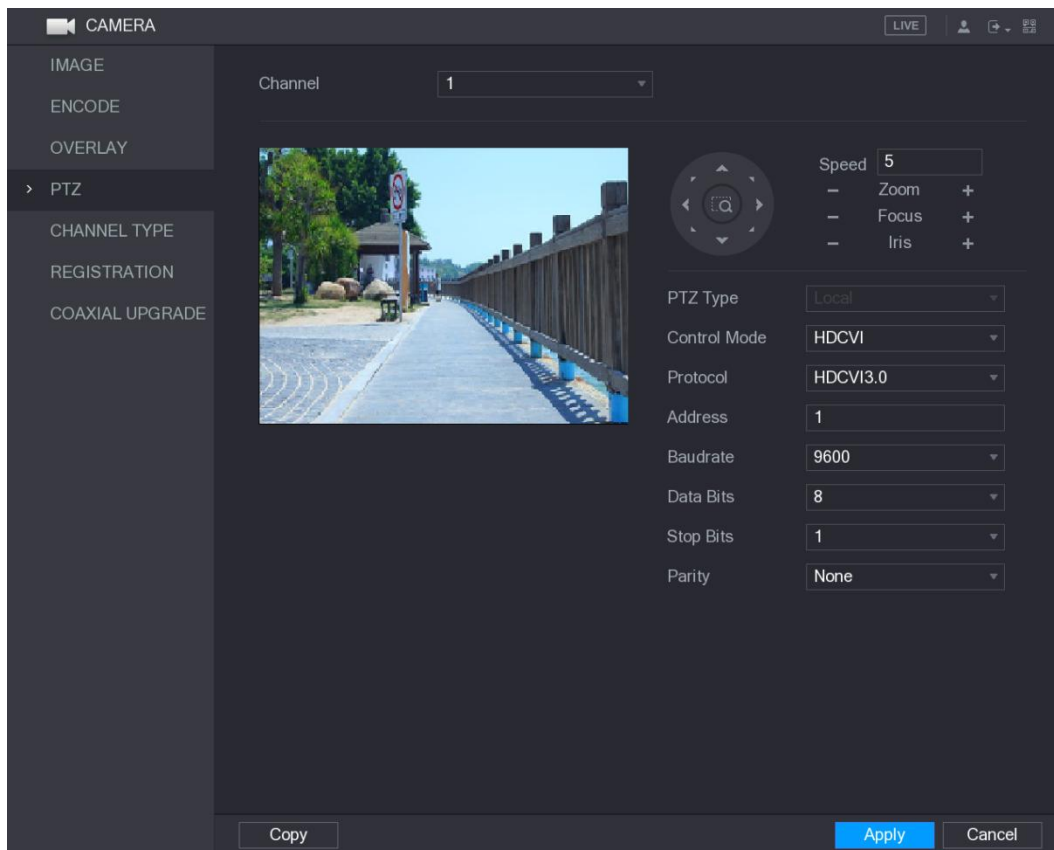 CAMERA
LIVE
IMAGE
ENCODE
OVERLAY
PTZ
CHANNEL TYPE
REGISTRATION
COAXIAL UPGRADE
Channel 1
Speed 5
Zoom
Focus
Iris
PTZ Type Local
Control Mode HDCVI
Protocol HDCVI3.0
Address 1
Baudrate 9600
Data Bits 8
Stop Bits 1
Parity None
Copy
Apply
Cancel